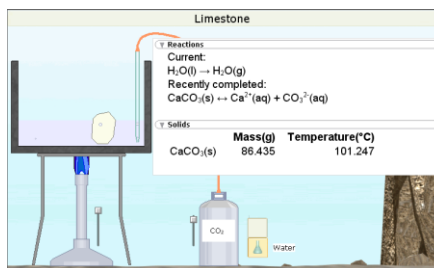 Limestone
Reactions
Current:
H₂O(l) → H₂O(g)
Recently completed:
CaCO₃(s) ↔ Ca²⁺(aq) + CO₃²⁻(aq)
Solids
Mass(g) Temperature(°C)
CaCO₃(s) 86.435 101.247
CO₂
Water